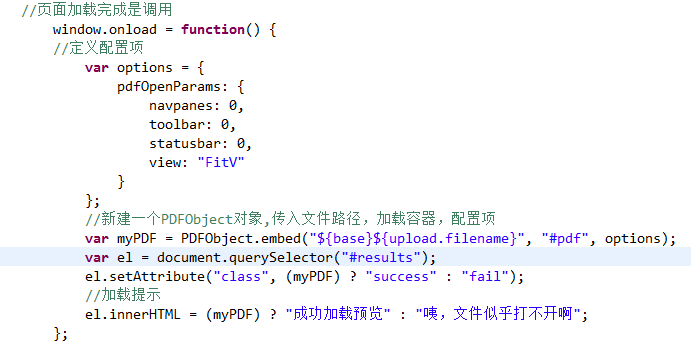 //页面加载完成是调用
window.onload = function() {
//定义配置项
var options = {
pdfOpenParams: {
navpanes: 0,
toolbar: 0,
statusbar: 0,
view: "FitV"
}
};
//新建一个PDFObject对象,传入文件路径，加载容器，配置项
var myPDF = PDFObject.embed("${base}${upload.filename}", "#pdf", options);
var el = document.querySelector("#results");
el.setAttribute("class", (myPDF) ? "success" : "fail");
//加载提示
el.innerHTML = (myPDF) ? "成功加载预览" : "咦，文件似乎打不开啊";
};